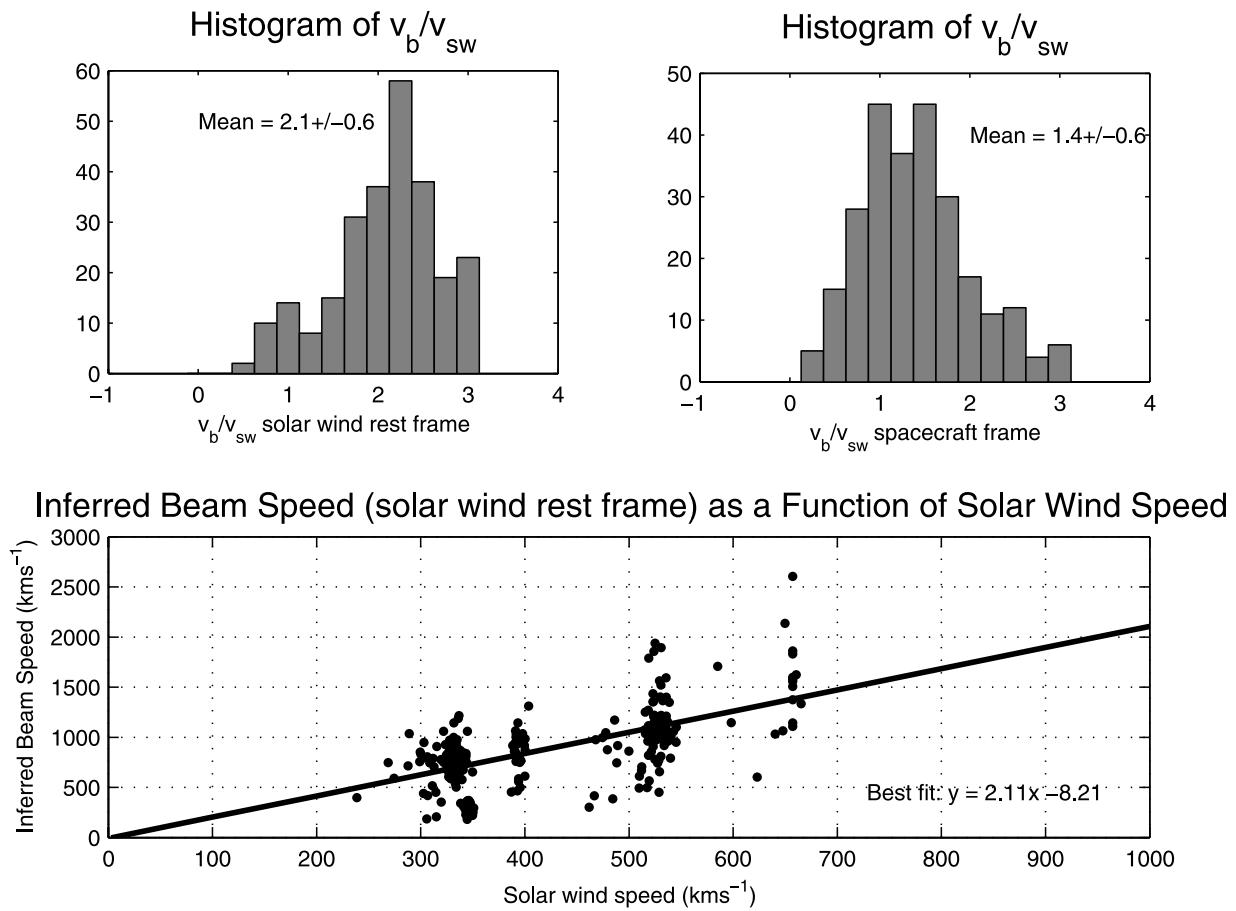 Histogram of v_b/v_sw
60
50
40
30
20
10
0
Mean = 2.1+/−0.6
−1 0 1 2 3 4
v_b/v_sw solar wind rest frame
Histogram of v_b/v_sw
50
40
30
20
10
0
Mean = 1.4+/−0.6
−1 0 1 2 3 4
v_b/v_sw spacecraft frame
Inferred Beam Speed (solar wind rest frame) as a Function of Solar Wind Speed
Inferred Beam Speed (kms⁻¹)
3000
2500
2000
1500
1000
500
0
Best fit: y = 2.11x −8.21
0 100 200 300 400 500 600 700 800 900 1000
Solar wind speed (kms⁻¹)